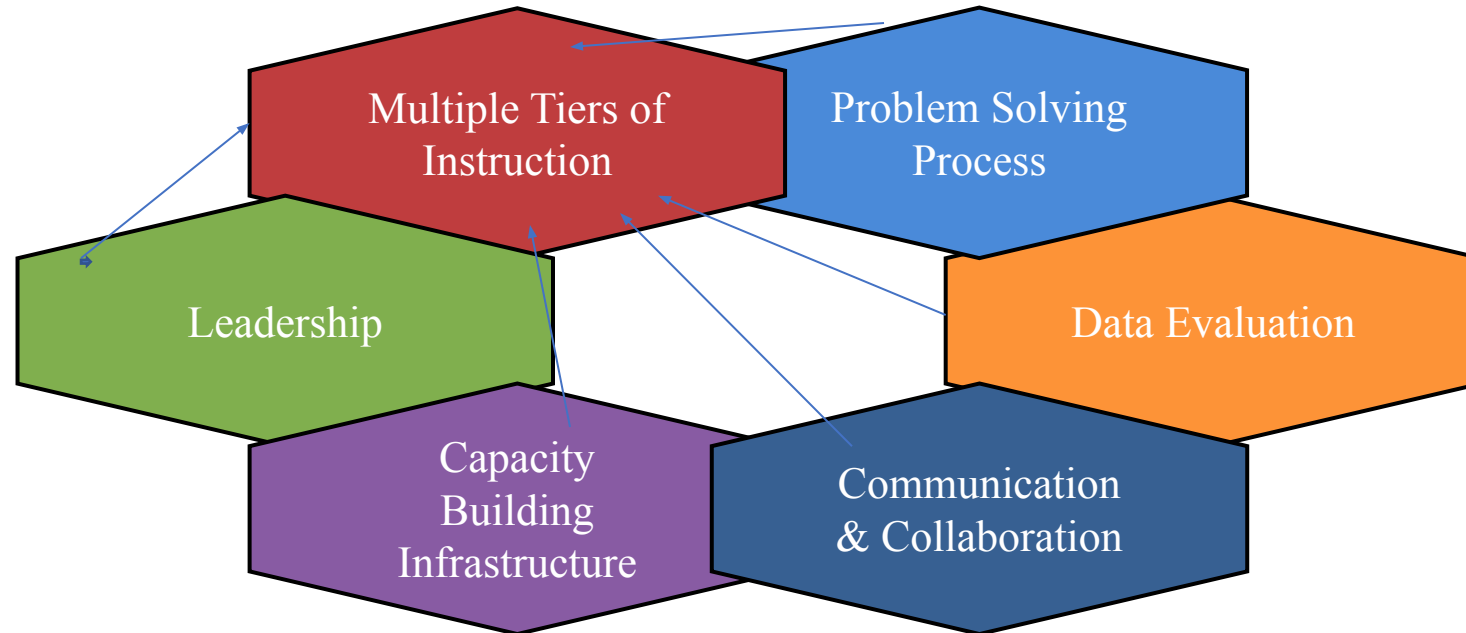 Multiple Tiers of
Instruction
Problem Solving
Process
Leadership
Data Evaluation
Capacity
Building
Infrastructure
Communication
& Collaboration